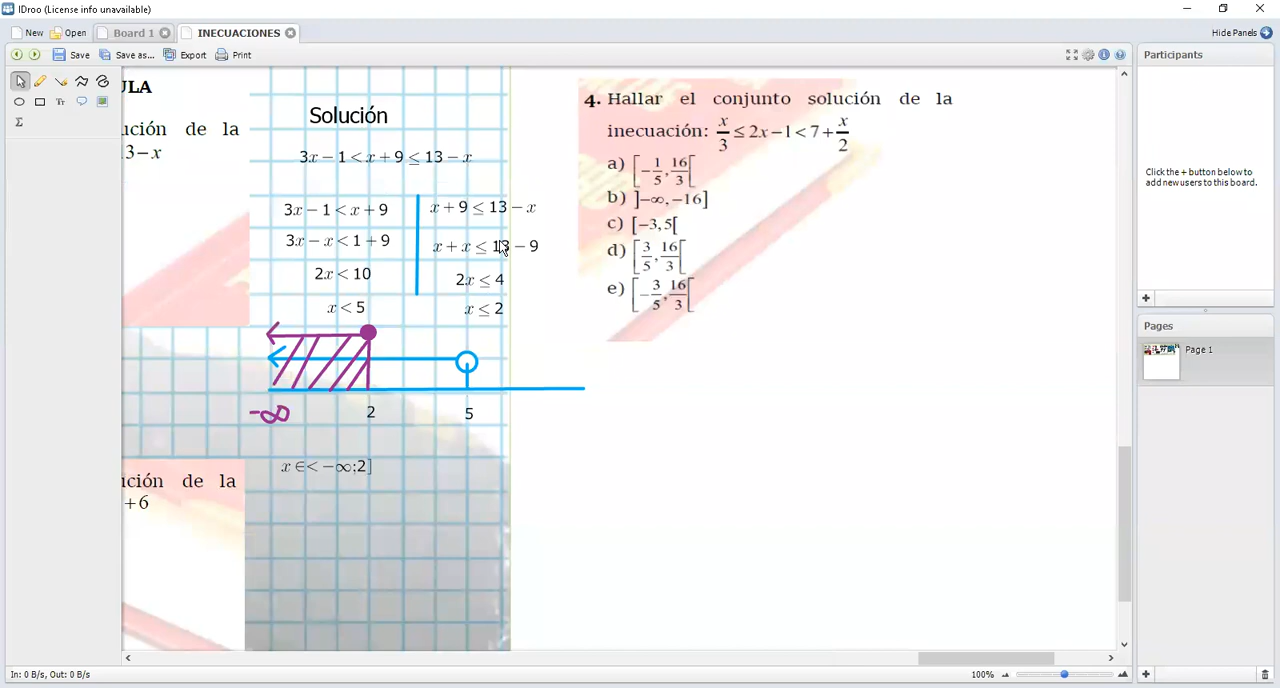 IDroo (License info unavailable)
New Open Board 1 INECUACIONES Hide Panels
Save Save as... Export Print
Participants
Click the + button below to
add new users to this board.
Pages
Page 1
ULA
ución de la
13−x
Solución
3x − 1 < x + 9 ≤ 13 − x
3x − 1 < x + 9
3x − x < 1 + 9
2x < 10
x < 5
x + 9 ≤ 13 − x
x + x ≤ 13 − 9
2x ≤ 4
x ≤ 2
-∞ 2 5
x ∈< −∞;2]
ución de la
+6
4. Hallar el conjunto solución de la
inecuación: x/3 ≤ 2x−1 < 7 + x/2
a) [−1/5, 16/3[
b) ]−∞, −16]
c) [−3,5[
d) [3/5, 16/3[
e) [−3/5, 16/3[
In: 0 B/s, Out: 0 B/s 100%